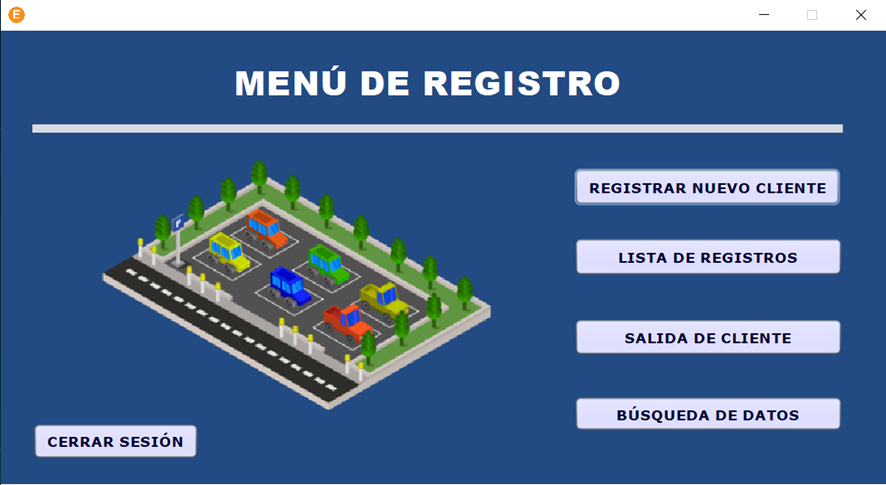 E
MENÚ DE REGISTRO
REGISTRAR NUEVO CLIENTE
LISTA DE REGISTROS
SALIDA DE CLIENTE
BÚSQUEDA DE DATOS
CERRAR SESIÓN